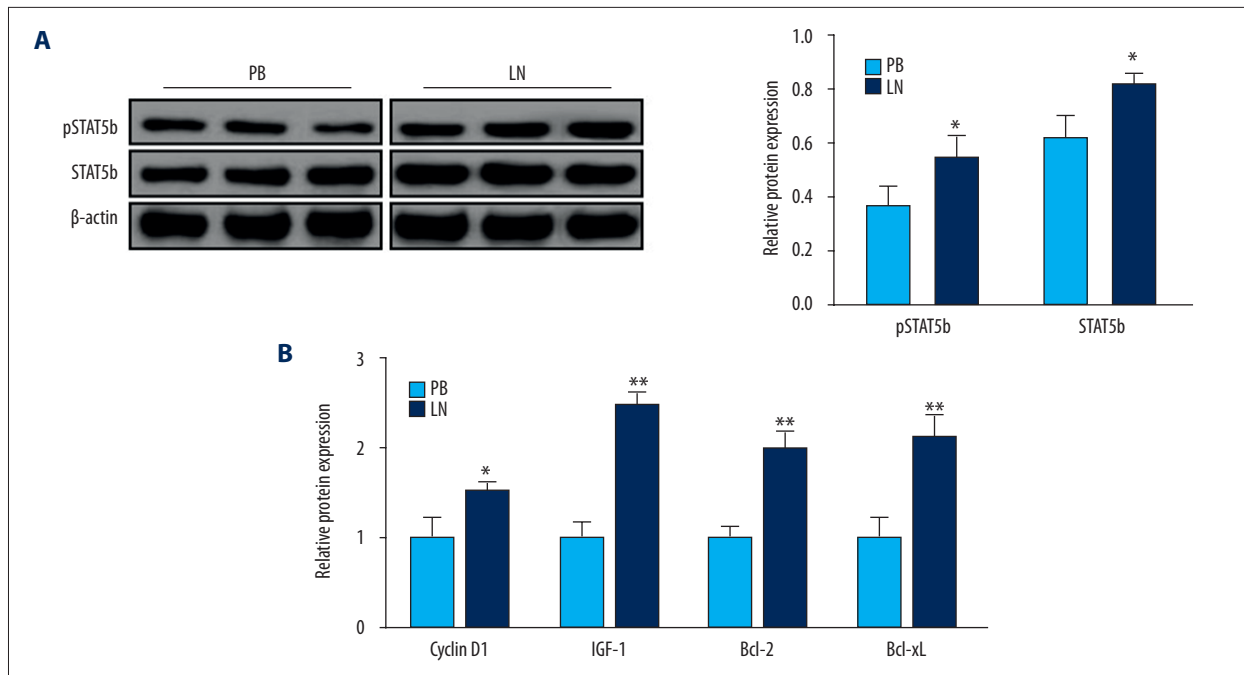 A
PB LN
pSTAT5b
STAT5b
β-actin
Relative protein expression
1.0
0.8
0.6
0.4
0.2
0.0
PB
LN
*
*
pSTAT5b STAT5b
B
Relative protein expression
3
2
1
0
PB
LN
*
**
**
**
Cyclin D1 IGF-1 Bcl-2 Bcl-xL